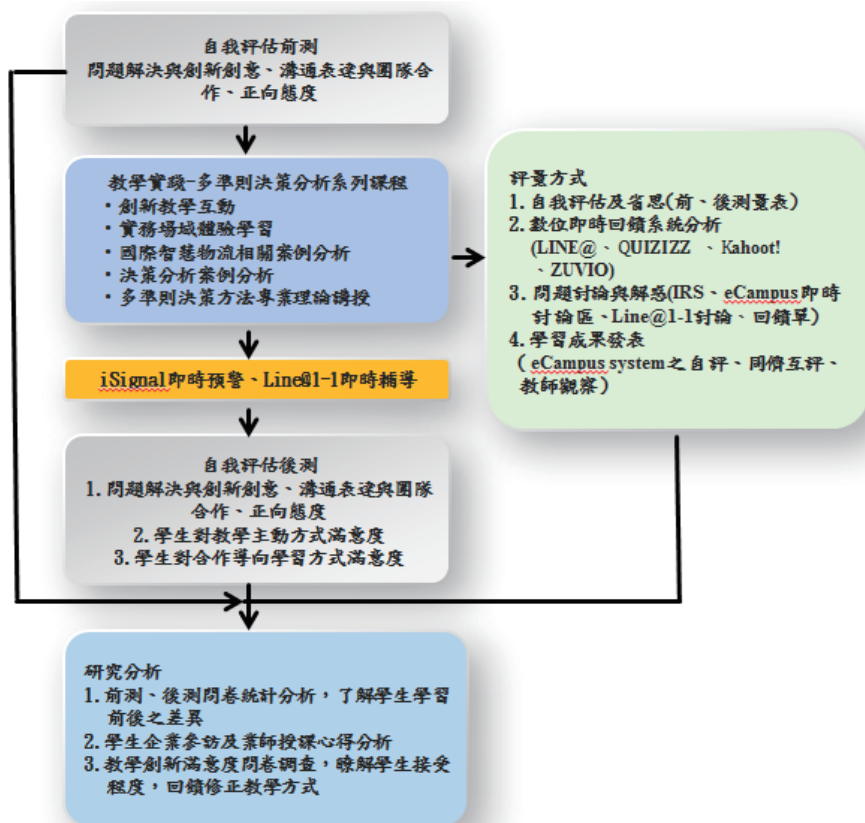 自我評估前測
問題解決與創新創意、溝通表達與團隊合
作、正向態度
教學實踐-多準則決策分析系列課程
・創新教學互動
・實務場域體驗學習
・國際智慧物流相關案例分析
・決策分析案例分析
・多準則決策方法專業理論講授
iSignal即時預警、Line@1-1即時輔導
自我評估後測
1. 問題解決與創新創意、溝通表達與團隊
合作、正向態度
2. 學生對教學主動方式滿意度
3. 學生對合作導向學習方式滿意度
評量方式
1. 自我評估及省思(前、後測量表)
2. 數位即時回饋系統分析
(LINE@、QUIZIZZ 、Kahoot!
、ZUVIO)
3. 問題討論與解惑(IRS、eCampus即時
討論區、Line@1-1討論、回饋單)
4. 學習成果發表
(eCampus system之自評、同儕互評、
教師觀察)
研究分析
1. 前測、後測問卷統計分析，了解學生學習
前後之差異
2. 學生企業參訪及業師授課心得分析
3. 教學創新滿意度問卷調查，瞭解學生接受
程度，回饋修正教學方式